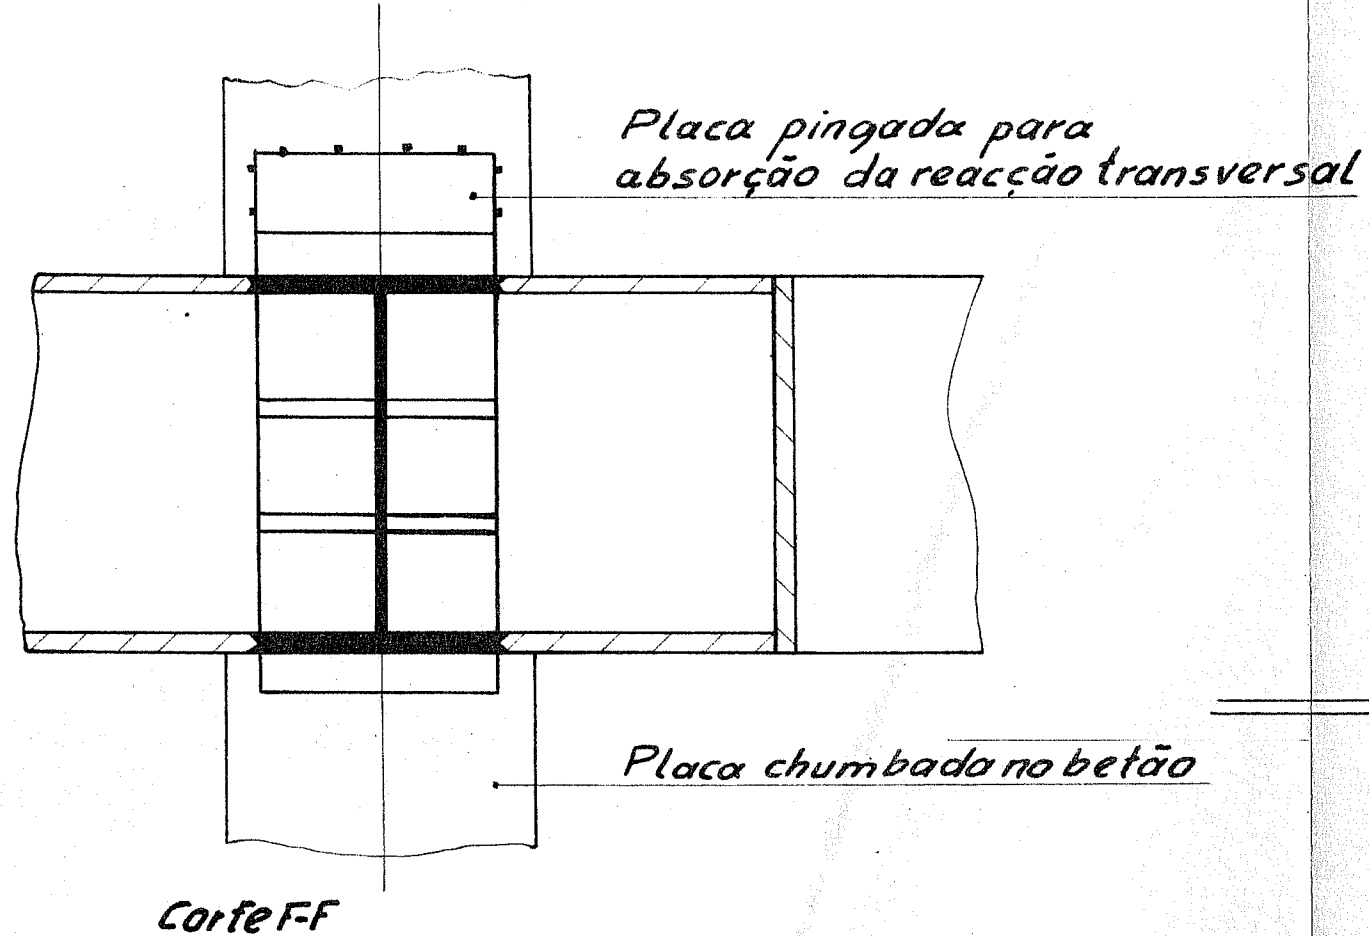 Placa pingada para
absorção da reacção transversal
Placa chumbada no betão
Corte F-F